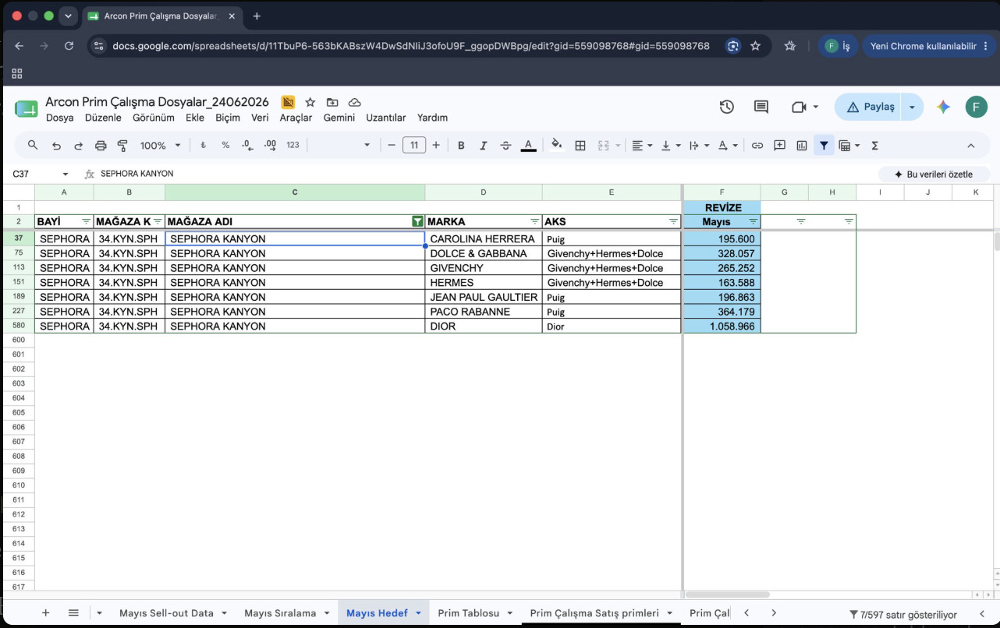 Arcon Prim Çalışma Dosyalar_
docs.google.com/spreadsheets/d/11TbuP6-563bKABszW4DwSdNIiJ3ofoU9F_ggopDWBpg/edit?gid=559098768#gid=559098768
F İş
Yeni Chrome kullanılabilir
Arcon Prim Çalışma Dosyalar_24062026
Dosya Düzenle Görünüm Ekle Biçim Veri Araçlar Gemini Uzantılar Yardım
Paylaş
F
100% ₺ % .0 .00 123 11 B I A A Σ
C37 fx SEPHORA KANYON Bu verileri özetle
A B C D E F G H I J K
1 REVİZE
2 BAYİ MAĞAZA K MAĞAZA ADI MARKA AKS Mayıs
37 SEPHORA 34.KYN.SPH SEPHORA KANYON CAROLINA HERRERA Puig 195.600
75 SEPHORA 34.KYN.SPH SEPHORA KANYON DOLCE & GABBANA Givenchy+Hermes+Dolce 328.057
113 SEPHORA 34.KYN.SPH SEPHORA KANYON GIVENCHY Givenchy+Hermes+Dolce 265.252
151 SEPHORA 34.KYN.SPH SEPHORA KANYON HERMES Givenchy+Hermes+Dolce 163.588
189 SEPHORA 34.KYN.SPH SEPHORA KANYON JEAN PAUL GAULTIER Puig 196.863
227 SEPHORA 34.KYN.SPH SEPHORA KANYON PACO RABANNE Puig 364.179
580 SEPHORA 34.KYN.SPH SEPHORA KANYON DIOR Dior 1.058.966
600
601
602
603
604
605
606
607
608
609
610
611
612
613
614
615
616
617
Mayıs Sell-out Data Mayıs Sıralama Mayıs Hedef Prim Tablosu Prim Çalışma Satış primleri Prim Çal 7/597 satır gösteriliyor